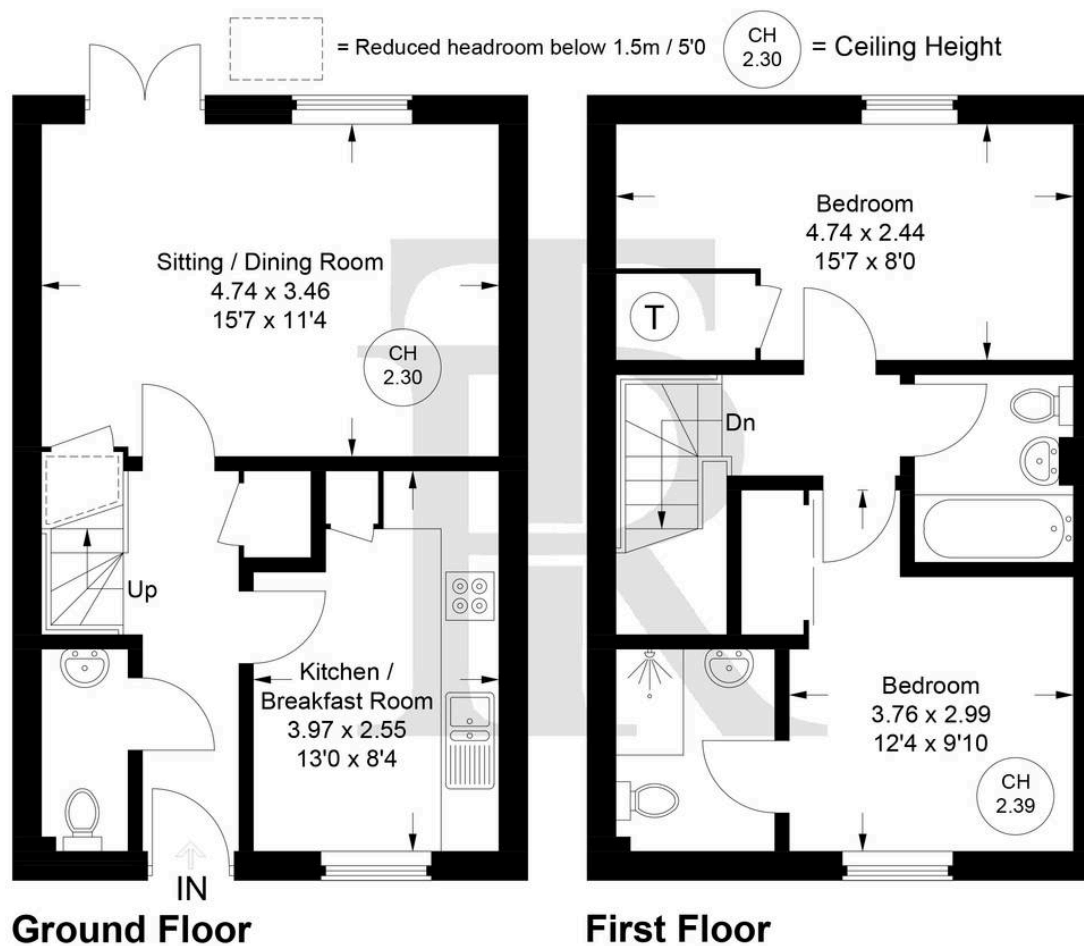 = Reduced headroom below 1.5m / 5'0
CH
2.30
= Ceiling Height
Sitting / Dining Room
4.74 x 3.46
15'7 x 11'4
CH
2.30
Up
Kitchen /
Breakfast Room
3.97 x 2.55
13'0 x 8'4
IN
Ground Floor
Bedroom
4.74 x 2.44
15'7 x 8'0
T
Dn
Bedroom
3.76 x 2.99
12'4 x 9'10
CH
2.39
First Floor